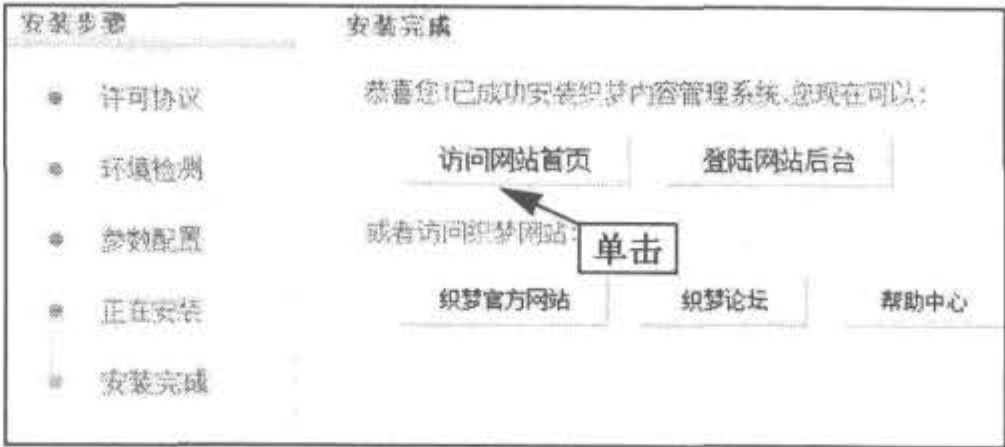 安装步骤
许可协议
环境检测
参数配置
正在安装
安装完成
安装完成
恭喜您!已成功安装织梦内容管理系统,您现在可以:
访问网站首页 登陆网站后台
或者访问织梦网站:
单击
织梦官方网站 织梦论坛 帮助中心